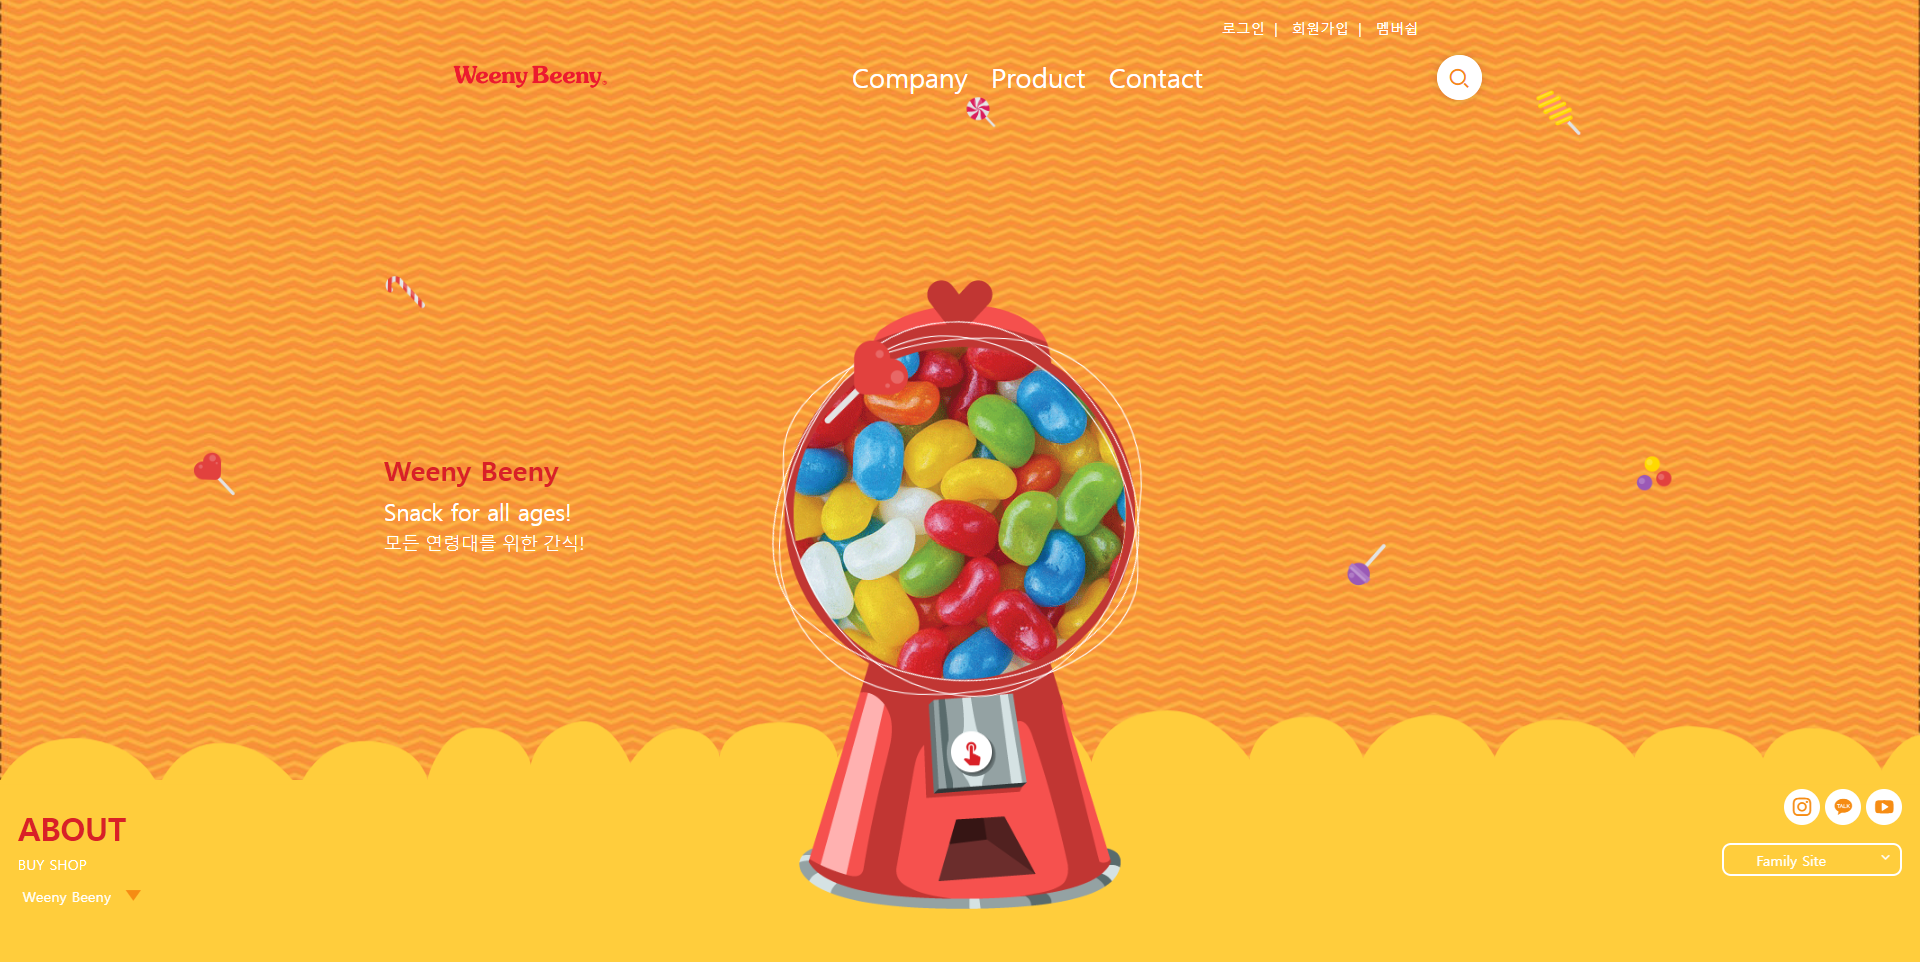 로그인 | 회원가입 | 멤버쉽
Weeny Beeny
Company Product Contact
Weeny Beeny
Snack for all ages!
모든 연령대를 위한 간식!
ABOUT
BUY SHOP
Weeny Beeny
TALK
Family Site